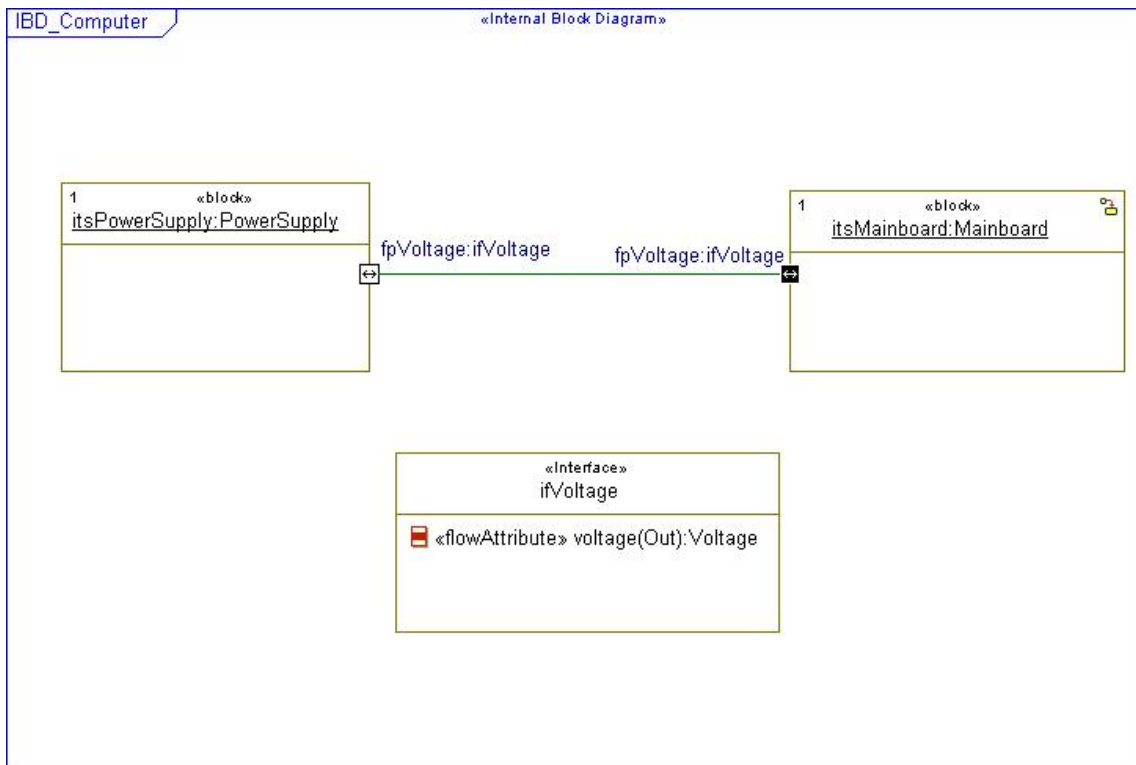 IBD_Computer
«Internal Block Diagram»
1
«block»
itsPowerSupply:PowerSupply
fpVoltage:ifVoltage
fpVoltage:ifVoltage
1
«block»
itsMainboard:Mainboard
«Interface»
ifVoltage
«flowAttribute» voltage(Out):Voltage